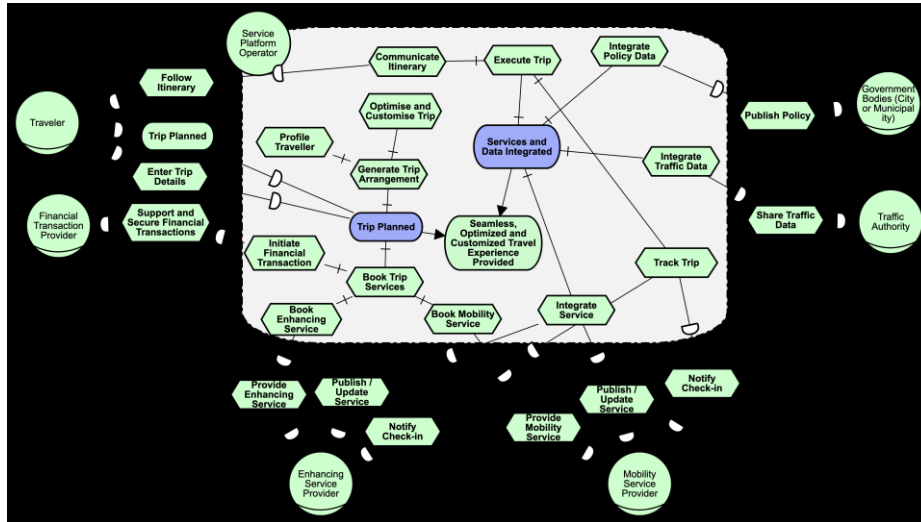 Service
Platform
Operator
Communicate
Itinerary
Execute Trip
Integrate
Policy Data
Follow
Itinerary
Government
Bodies (City
or Municipal
ity)
Traveler
Optimise and
Customise Trip
Publish Policy
Trip Planned
Profile
Traveller
Services and
Data Integrated
Generate Trip
Arrangement
Integrate
Traffic Data
Enter Trip
Details
Financial
Transaction
Provider
Support and
Secure Financial
Transactions
Trip Planned
Seamless,
Optimized and
Customized Travel
Experience
Provided
Share Traffic
Data
Traffic
Authority
Initiate
Financial
Transaction
Track Trip
Book Trip
Services
Book
Enhancing
Service
Book Mobility
Service
Integrate
Service
Provide
Enhancing
Service
Publish /
Update
Service
Notify
Check-in
Publish /
Update
Service
Notify
Check-in
Provide
Mobility
Service
Enhancing
Service
Provider
Mobility
Service
Provider